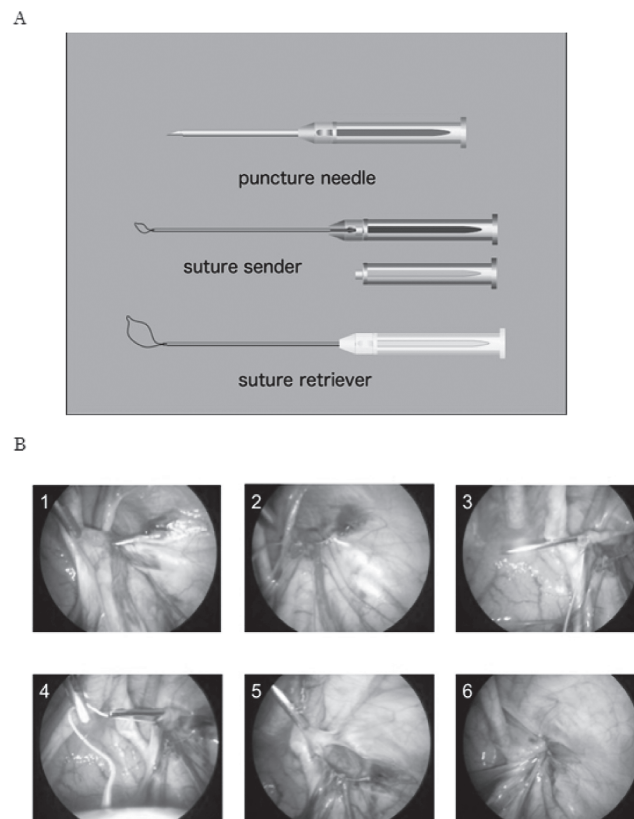 A
puncture needle
suture sender
suture retriever
B
1 2 3
4 5 6